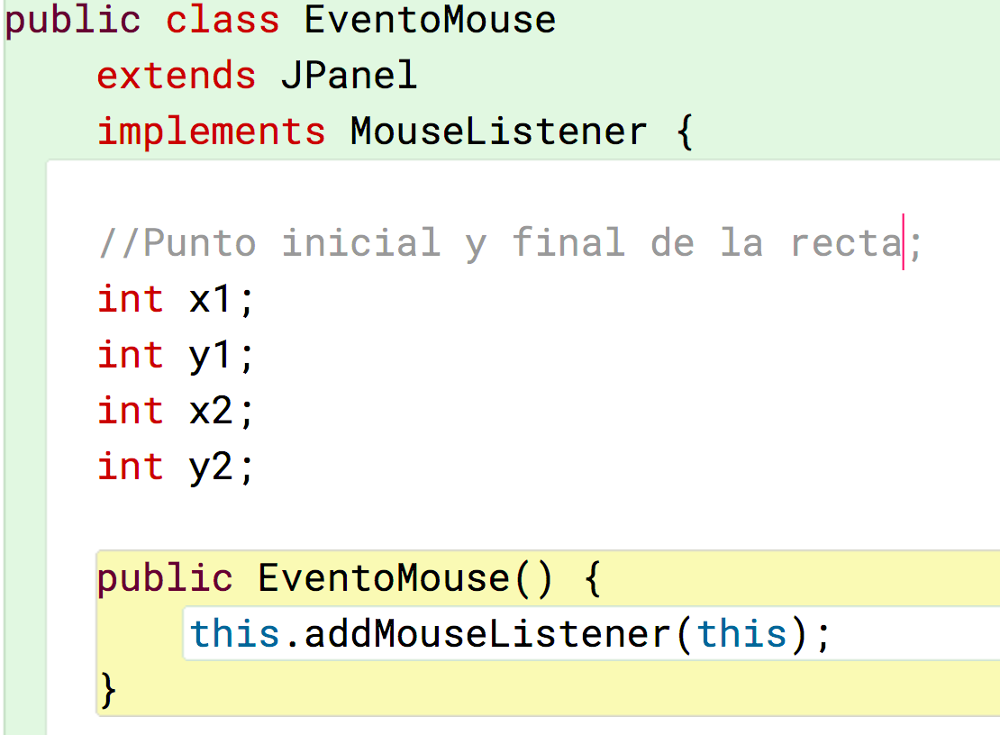 public class EventoMouse
extends JPanel
implements MouseListener {
//Punto inicial y final de la recta;
int x1;
int y1;
int x2;
int y2;
public EventoMouse() {
this.addMouseListener(this);
}